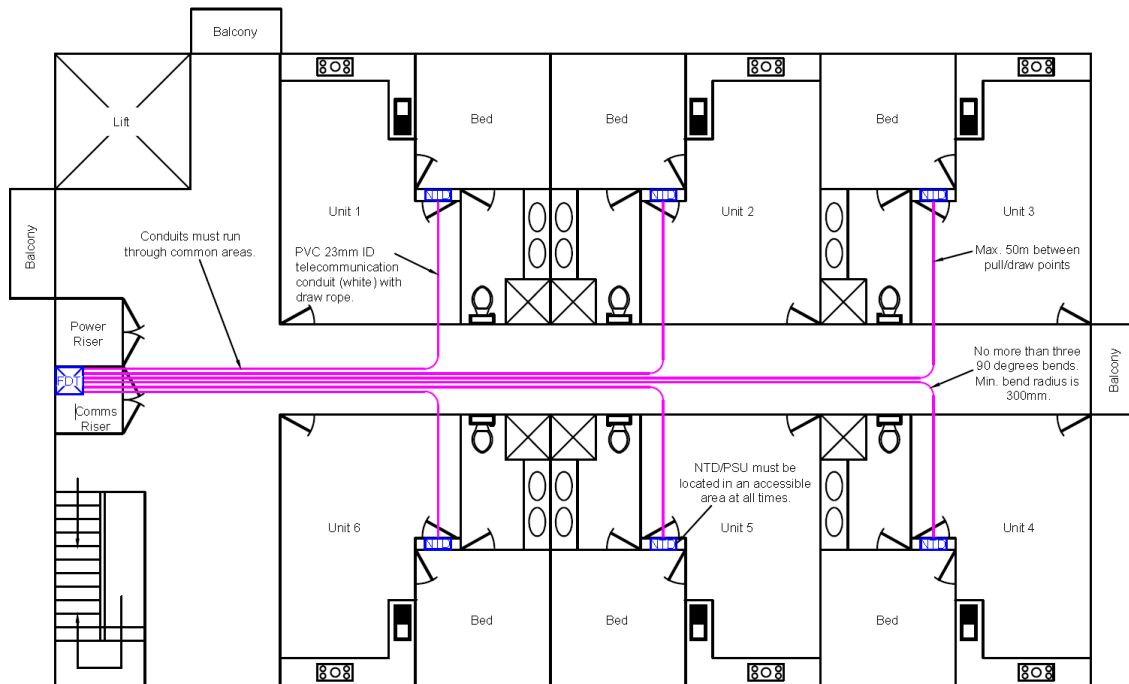 Balcony
Lift
Bed
Bed
Bed
Balcony
Unit 1
Unit 2
Unit 3
NTD
NTD
NTD
Conduits must run
through common areas.
PVC 23mm ID
telecommunication
conduit (white) with
draw rope.
Max. 50m between
pull/draw points
Power
Riser
FDT
Comms
Riser
No more than three
90 degrees bends.
Min. bend radius is
300mm.
Balcony
NTD/PSU must be
located in an accessible
area at all times.
Unit 6
Unit 5
Unit 4
NTD
NTD
NTD
Bed
Bed
Bed